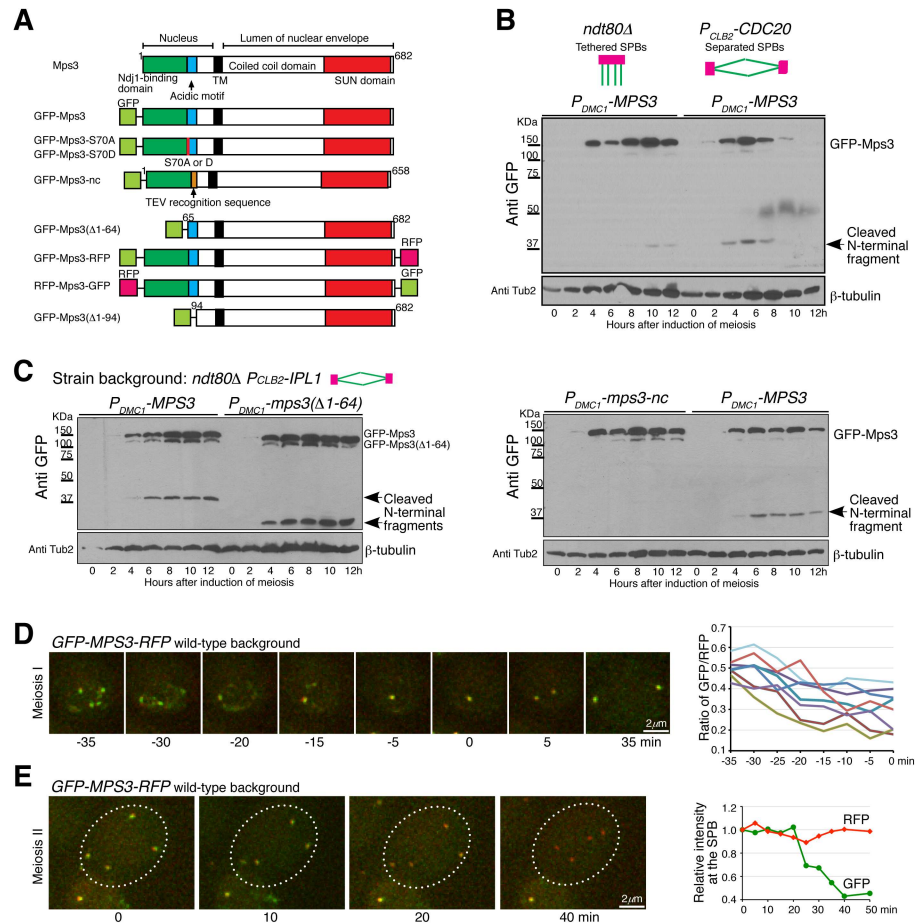 A
Nucleus
Lumen of nuclear envelope
1
682
Mps3
Coiled coil domain
Ndj1-binding
domain
TM
SUN domain
Acidic motif
GFP
GFP-Mps3
GFP-Mps3-S70A
GFP-Mps3-S70D
S70A or D
1
658
GFP-Mps3-nc
TEV recognition sequence
65
682
GFP-Mps3(Δ1-64)
RFP
GFP-Mps3-RFP
RFP
GFP
RFP-Mps3-GFP
94
682
GFP-Mps3(Δ1-94)
B
ndt80Δ
PCLB2-CDC20
Tethered SPBs
Separated SPBs
PDMC1-MPS3
PDMC1-MPS3
KDa
150
100
75
50
37
Anti GFP
GFP-Mps3
Cleaved
N-terminal
fragment
Anti Tub2
β-tubulin
0 2 4 6 8 10 12 0 2 4 6 8 10 12h
Hours after induction of meiosis
C
Strain background: ndt80Δ PCLB2-IPL1
PDMC1-MPS3
PDMC1-mps3(Δ1-64)
KDa
150
100
75
50
37
Anti GFP
GFP-Mps3
GFP-Mps3(Δ1-64)
Cleaved
N-terminal
fragments
Anti Tub2
β-tubulin
0 2 4 6 8 10 12 0 2 4 6 8 10 12h
Hours after induction of meiosis
PDMC1-mps3-nc
PDMC1-MPS3
KDa
150
100
75
50
37
Anti GFP
GFP-Mps3
Cleaved
N-terminal
fragment
Anti Tub2
β-tubulin
0 2 4 6 8 10 12 0 2 4 6 8 10 12h
Hours after induction of meiosis
D
GFP-MPS3-RFP wild-type background
Meiosis I
2μm
-35 -30 -20 -15 -5 0 5 35 min
Ratio of GFP/RFP
0.7
0.6
0.5
0.4
0.3
0.2
0.1
-35 -30 -25 -20 -15 -10 -5 0 min
E
GFP-MPS3-RFP wild-type background
Meiosis II
2μm
0 10 20 40 min
Relative intensity
at the SPB
1.2
1.0
0.8
0.6
0.4
RFP
GFP
0 10 20 30 40 50 min